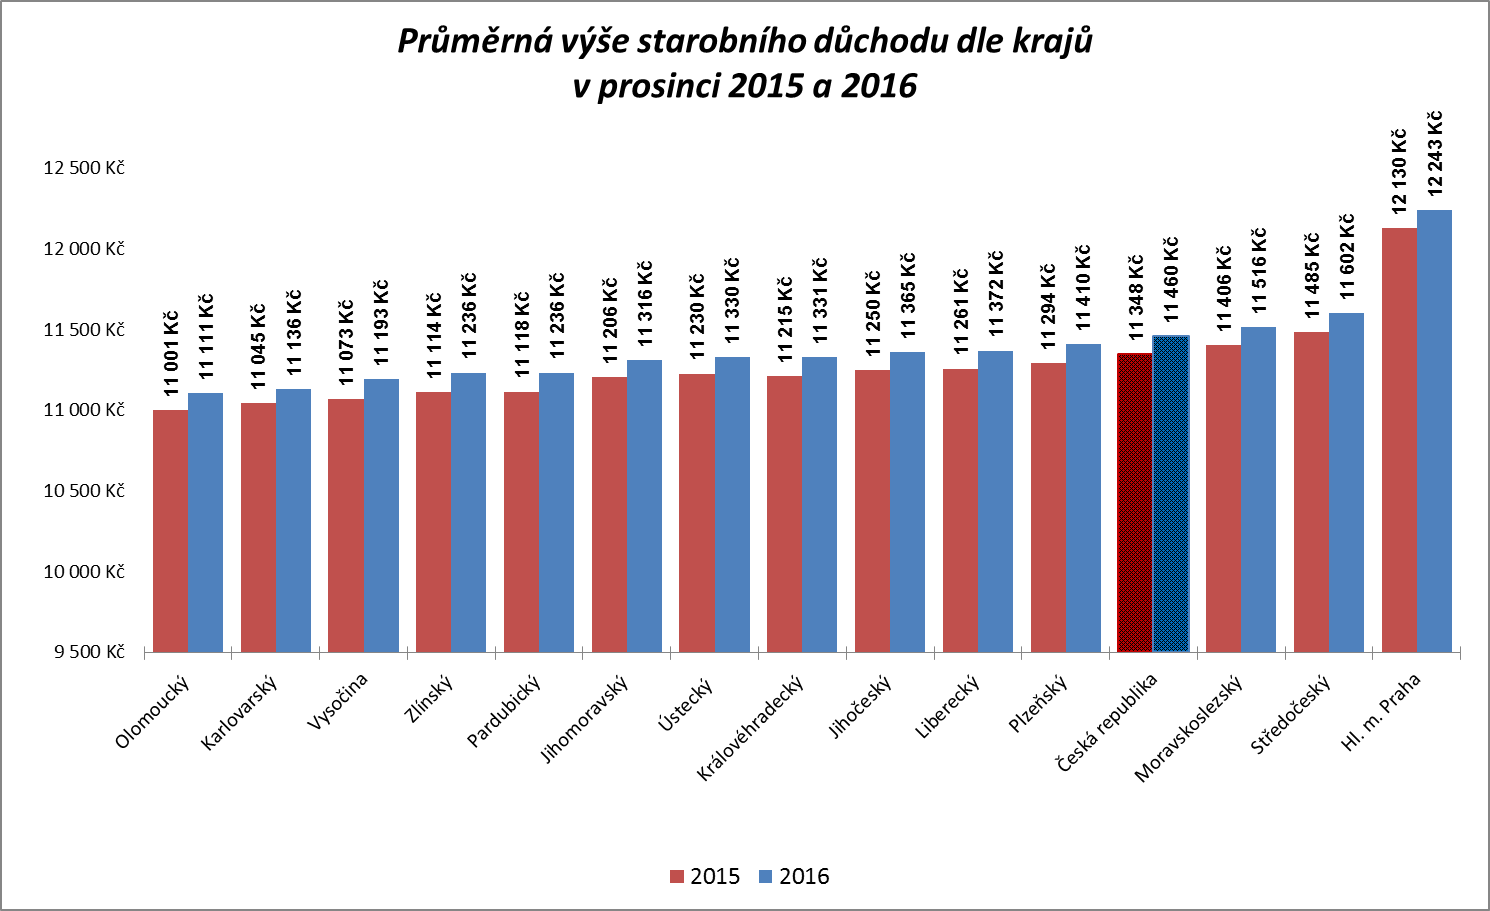 Průměrná výše starobního důchodu dle krajů
v prosinci 2015 a 2016
12 500 Kč
12 000 Kč
11 500 Kč
11 000 Kč
10 500 Kč
10 000 Kč
9 500 Kč
11 001 Kč
11 111 Kč
11 045 Kč
11 136 Kč
11 073 Kč
11 193 Kč
11 114 Kč
11 236 Kč
11 118 Kč
11 236 Kč
11 206 Kč
11 316 Kč
11 230 Kč
11 330 Kč
11 215 Kč
11 331 Kč
11 250 Kč
11 365 Kč
11 261 Kč
11 372 Kč
11 294 Kč
11 410 Kč
11 348 Kč
11 460 Kč
11 406 Kč
11 516 Kč
11 485 Kč
11 602 Kč
12 130 Kč
12 243 Kč
Olomoucký
Karlovarský
Vysočina
Zlínský
Pardubický
Jihomoravský
Ústecký
Královéhradecký
Jihočeský
Liberecký
Plzeňský
Česká republika
Moravskoslezský
Středočeský
Hl. m. Praha
2015
2016